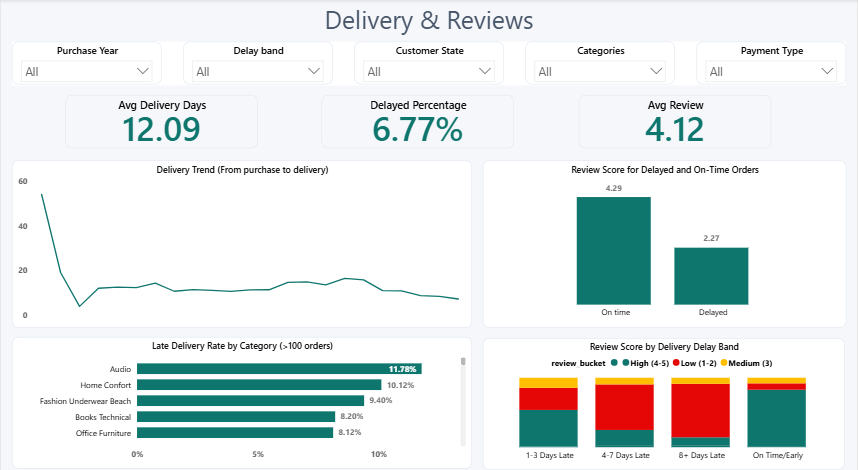 Delivery & Reviews
Purchase Year
All
Delay band
All
Customer State
All
Categories
All
Payment Type
All
Avg Delivery Days
12.09
Delayed Percentage
6.77%
Avg Review
4.12
Delivery Trend (From purchase to delivery)
60
40
20
0
Review Score for Delayed and On-Time Orders
4.29
2.27
On time
Delayed
Late Delivery Rate by Category (>100 orders)
Audio 11.78%
Home Confort 10.12%
Fashion Underwear Beach 9.40%
Books Technical 8.20%
Office Furniture 8.12%
0% 5% 10%
Review Score by Delivery Delay Band
review_bucket High (4-5) Low (1-2) Medium (3)
1-3 Days Late 4-7 Days Late 8+ Days Late On Time/Early